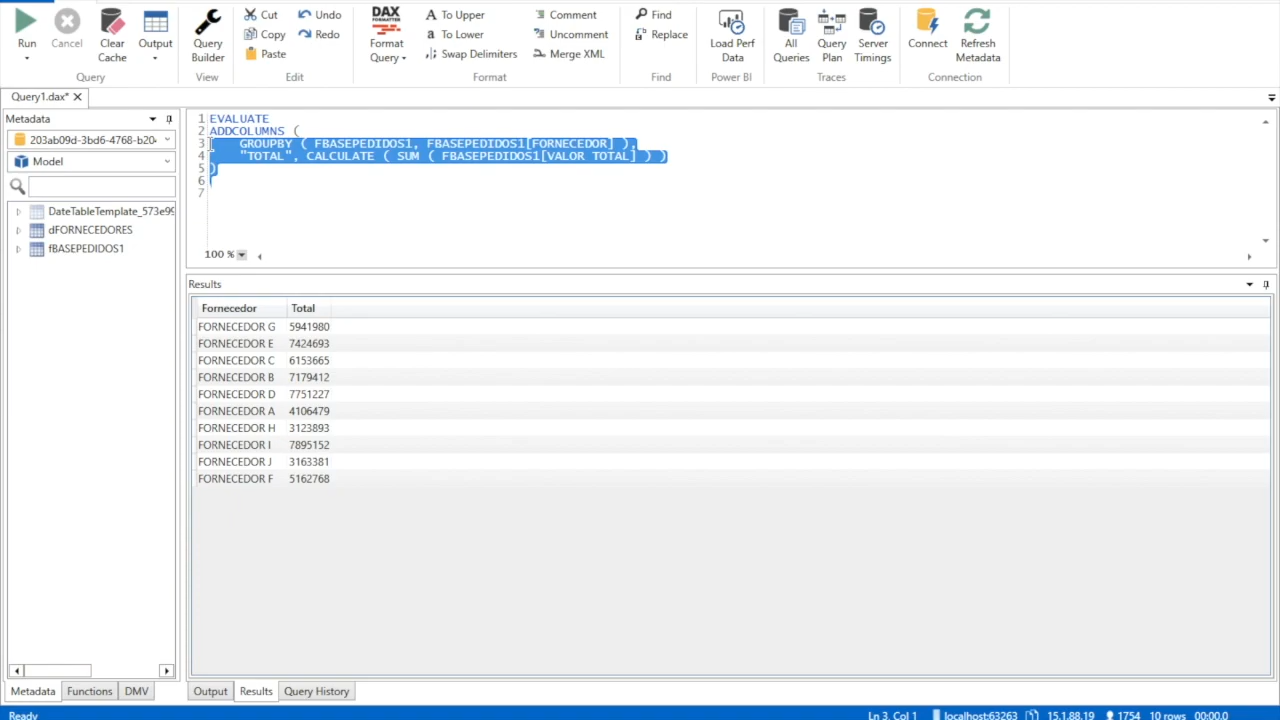 Run
Cancel
Clear Cache
Output
Query
Query Builder
View
Cut
Copy
Paste
Undo
Redo
Edit
DAX FORMATTER
Format Query
To Upper
To Lower
Swap Delimiters
Comment
Uncomment
Merge XML
Format
Find
Replace
Find
Load Perf Data
Power BI
All Queries
Query Plan
Server Timings
Traces
Connect
Refresh Metadata
Connection
Query1.dax*
Metadata
203ab09d-3bd6-4768-b20
Model
DateTableTemplate_573e99
dFORNECEDORES
fBASEPEDIDOS1
1 EVALUATE
2 ADDCOLUMNS (
3 GROUPBY ( FBASEPEDIDOS1, FBASEPEDIDOS1[FORNECEDOR] ),
4 "TOTAL", CALCULATE ( SUM ( FBASEPEDIDOS1[VALOR TOTAL] ) )
5 )
6
7
100 %
Results
Fornecedor Total
FORNECEDOR G 5941980
FORNECEDOR E 7424693
FORNECEDOR C 6153665
FORNECEDOR B 7179412
FORNECEDOR D 7751227
FORNECEDOR A 4106479
FORNECEDOR H 3123893
FORNECEDOR I 7895152
FORNECEDOR J 3163381
FORNECEDOR F 5162768
Metadata Functions DMV
Output Results Query History
Ready
Ln 3, Col 1 localhost:63263 15.1.88.19 1754 10 rows 00:00.0